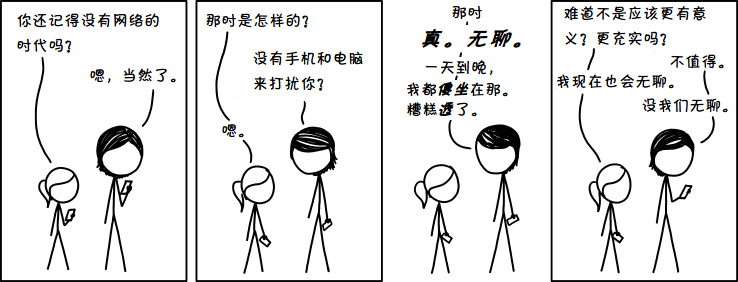 你还记得没有网络的
时代吗？
嗯，当然了。
那时是怎样的？
没有手机和电脑
来打扰你？
嗯。
那时
真。无聊。
一天到晚，
我都傻坐在那。
糟糕透了。
难道不是应该更有意
义？更充实吗？
不值得。
我现在也会无聊。
没我们无聊。